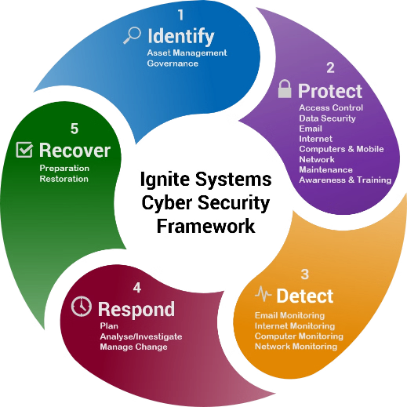 1
Identify
Asset Management
Governance
2
Protect
Access Control
Data Security
Email
Internet
Computers & Mobile
Network
Maintenance
Awareness & Training
3
Detect
Email Monitoring
Internet Monitoring
Computer Monitoring
Network Monitoring
4
Respond
Plan
Analyse/Investigate
Manage Change
5
Recover
Preparation
Restoration
Ignite Systems
Cyber Security
Framework